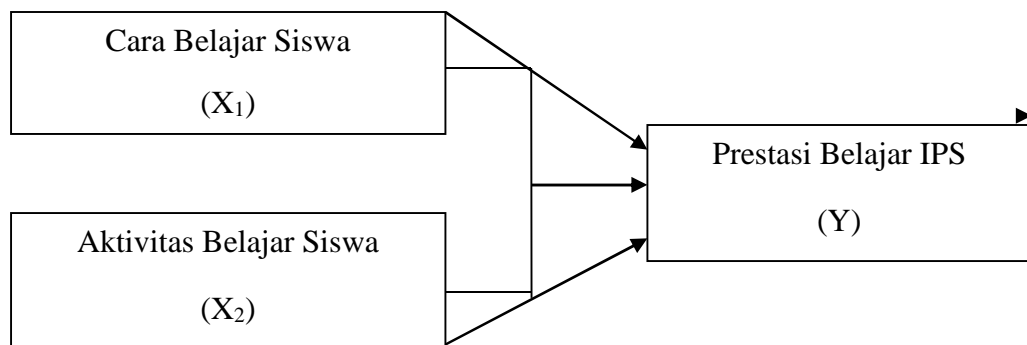 Cara Belajar Siswa
(X₁)
Prestasi Belajar IPS
(Y)
Aktivitas Belajar Siswa
(X₂)